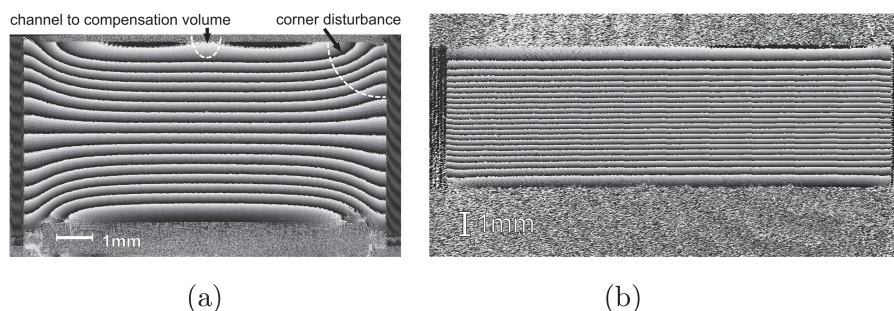 channel to compensation volume
corner disturbance
1mm
1mm
(a)
(b)